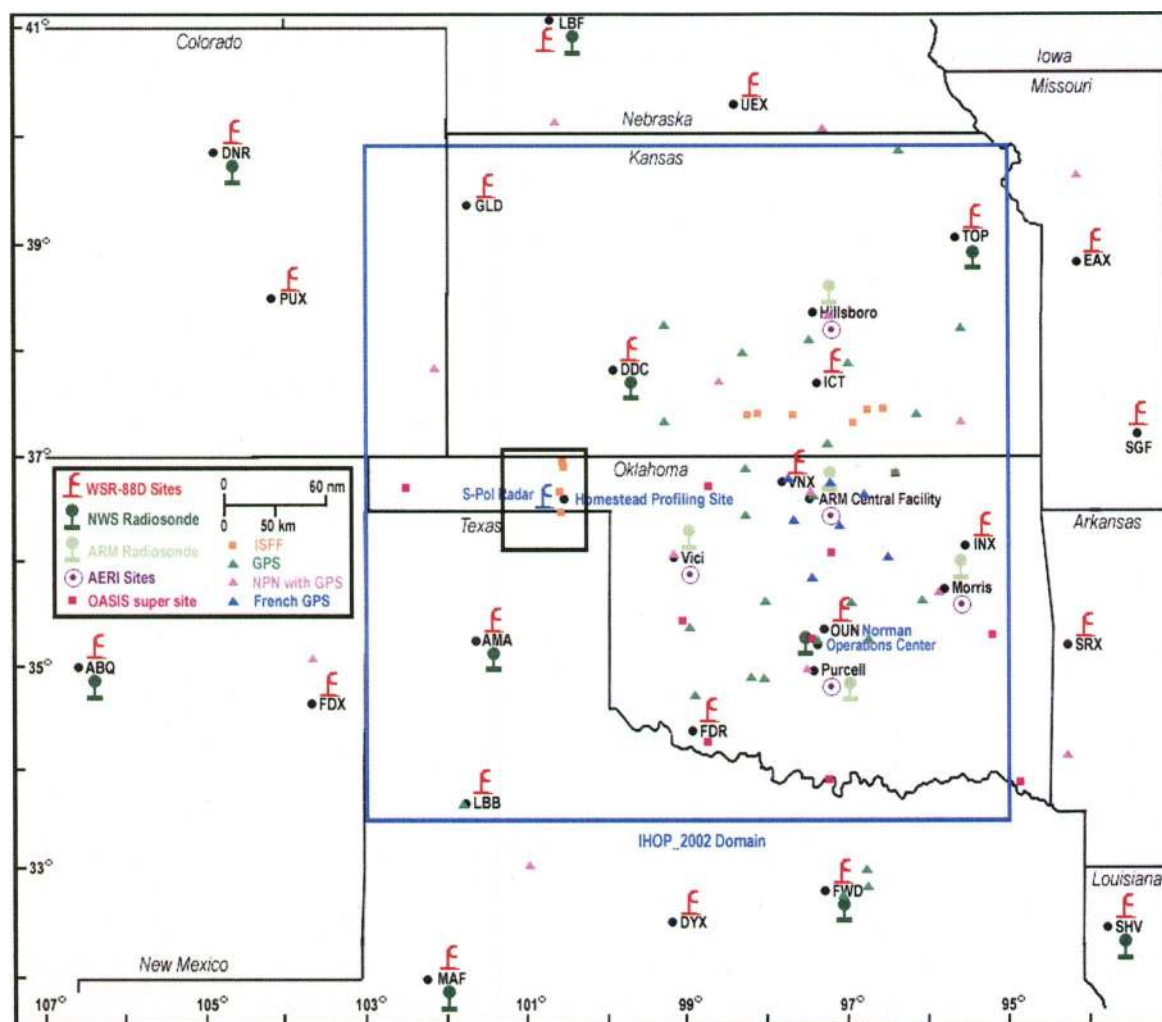 LBF
41°
Colorado
Iowa
Missouri
UEX
Nebraska
Kansas
DNR
GLD
39°
TOP
EAX
PUX
Hillsboro
DDC
ICT
SGF
37°
Oklahoma
WSR-88D Sites
0 60 nm
NWS Radiosonde
0 50 km
ARM Radiosonde
ISFF
AERI Sites
GPS
NPN with GPS
OASIS super site
French GPS
S-Pol Radar
Homestead Profiling Site
VNX
ARM Central Facility
Texas
Arkansas
INX
Vici
Morris
AMA
OUN Norman
Operations Center
SRX
35°
ABQ
Purcell
FDX
FDR
LBB
IHOP_2002 Domain
33°
FWD
Louisiana
DYX
SHV
New Mexico
MAF
107° 105° 103° 101° 99° 97° 95°